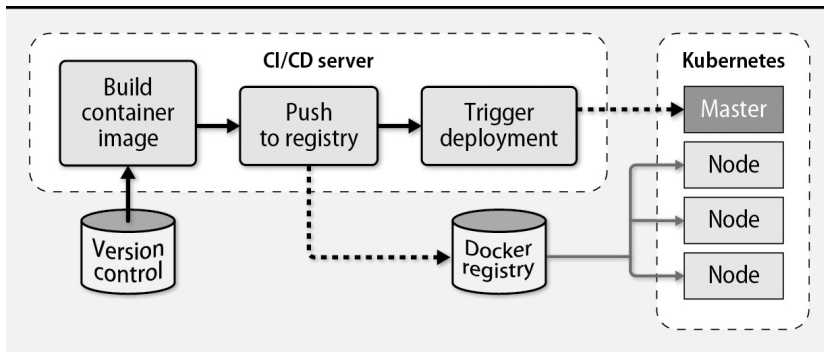 CI/CD server
Build
container
image
Push
to registry
Trigger
deployment
Kubernetes
Master
Node
Node
Node
Version
control
Docker
registry